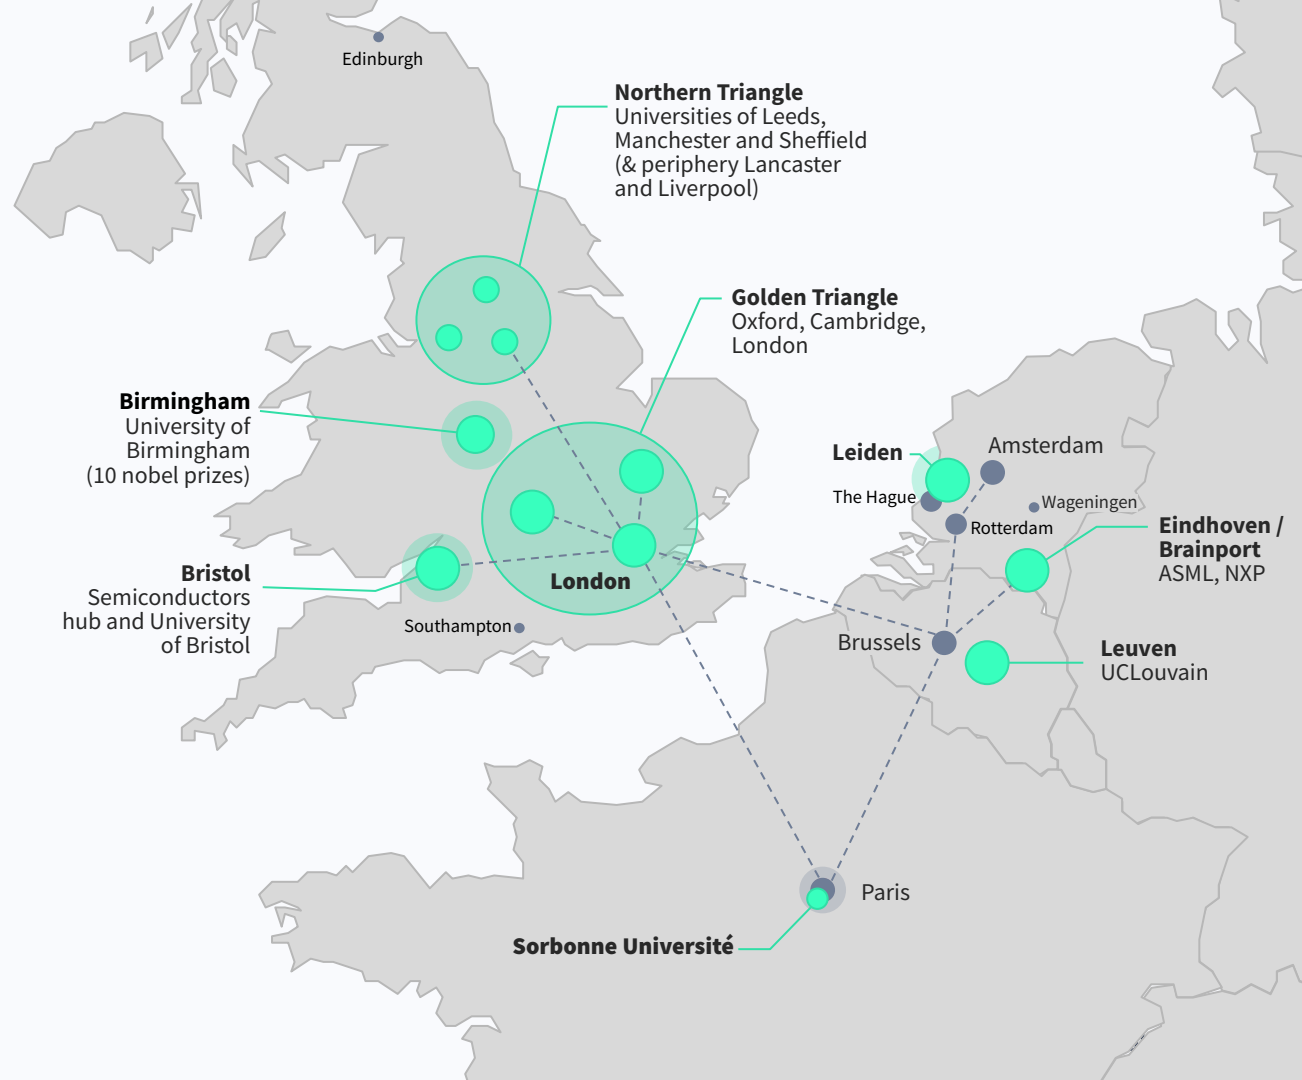 Edinburgh
Northern Triangle
Universities of Leeds,
Manchester and Sheffield
(& periphery Lancaster
and Liverpool)
Golden Triangle
Oxford, Cambridge,
London
Birmingham
University of
Birmingham
(10 nobel prizes)
Leiden
Amsterdam
The Hague
Wageningen
Rotterdam
Eindhoven /
Brainport
ASML, NXP
Bristol
Semiconductors
hub and University
of Bristol
London
Southampton
Brussels
Leuven
UCLouvain
Paris
Sorbonne Université